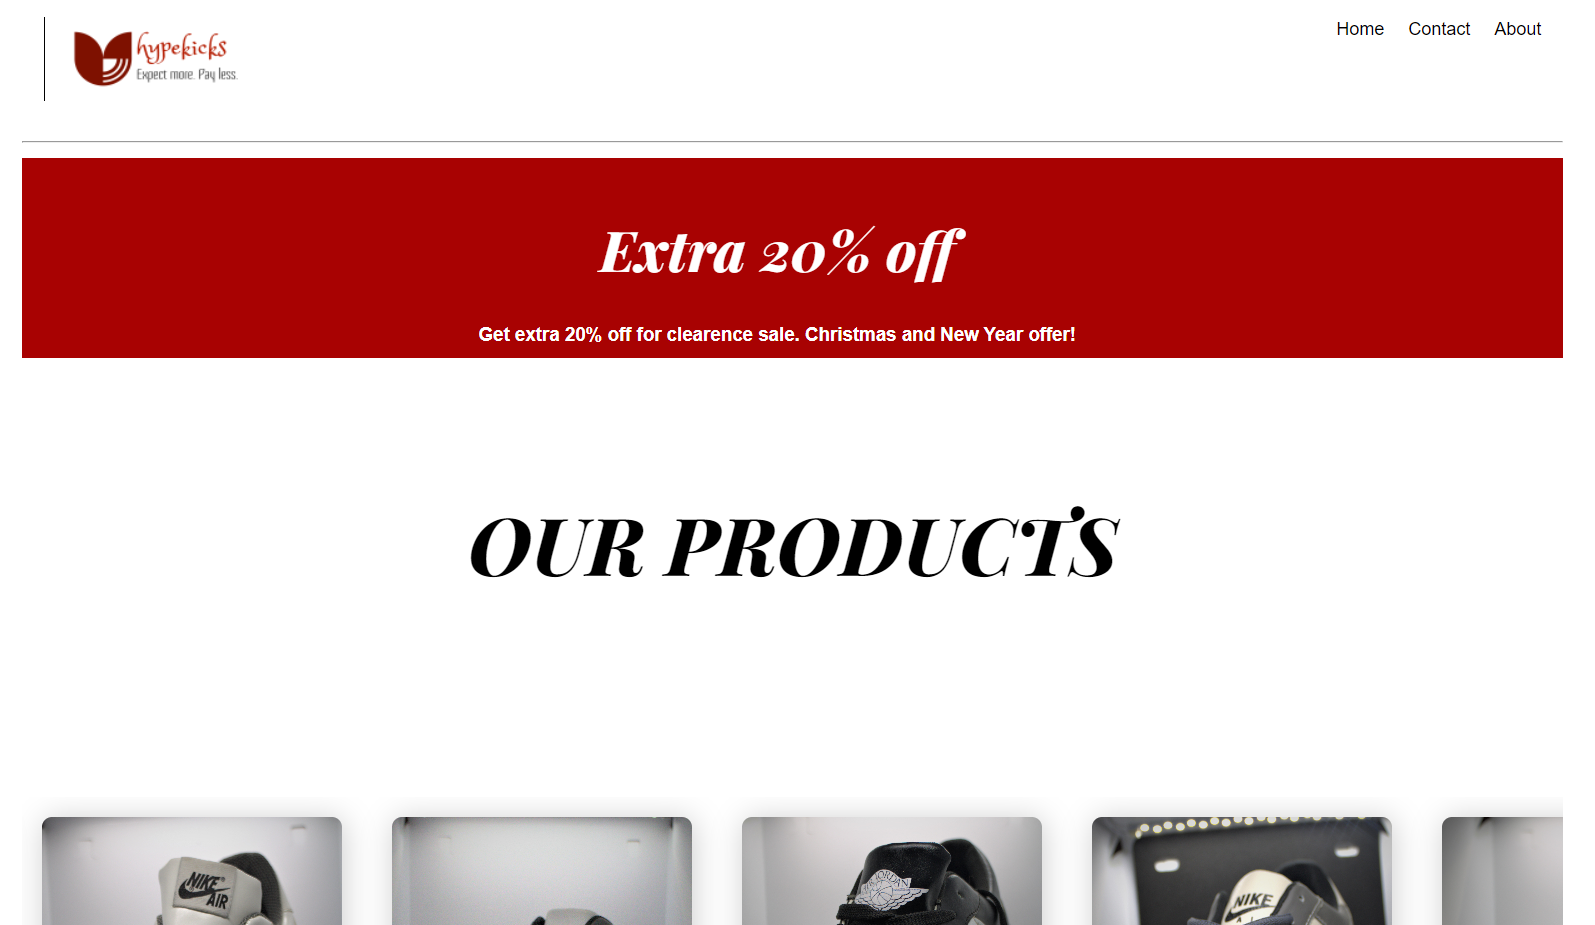 hypekicks
Expect more. Pay less.
Home Contact About
Extra 20% off
Get extra 20% off for clearence sale. Christmas and New Year offer!
OUR PRODUCTS
NIKE
AIR
AIR JORDAN
NIKE